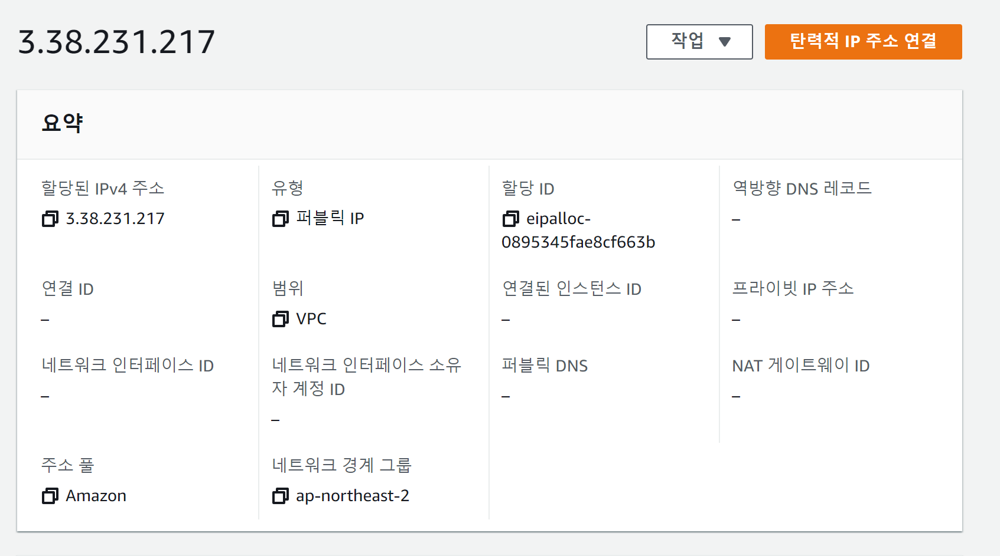 3.38.231.217
작업
탄력적 IP 주소 연결
요약
할당된 IPv4 주소
3.38.231.217
유형
퍼블릭 IP
할당 ID
eipalloc-
0895345fae8cf663b
역방향 DNS 레코드
–
연결 ID
–
범위
VPC
연결된 인스턴스 ID
–
프라이빗 IP 주소
–
네트워크 인터페이스 ID
–
네트워크 인터페이스 소유
자 계정 ID
–
퍼블릭 DNS
–
NAT 게이트웨이 ID
–
주소 풀
Amazon
네트워크 경계 그룹
ap-northeast-2